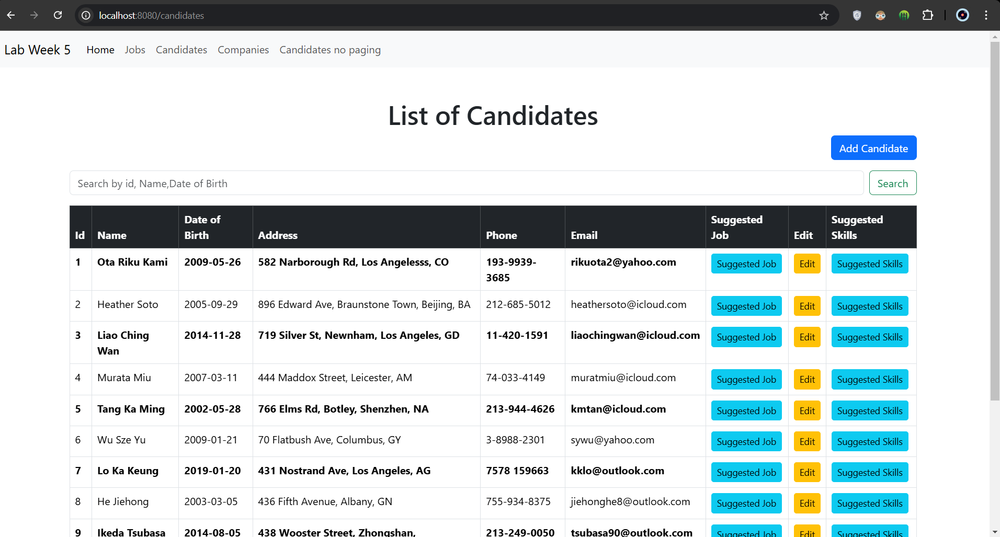 localhost:8080/candidates
Lab Week 5 Home Jobs Candidates Companies Candidates no paging
List of Candidates
Add Candidate
Search by id, Name,Date of Birth Search
Id Name Date of Birth Address Phone Email Suggested Job Edit Suggested Skills
1 Ota Riku Kami 2009-05-26 582 Narborough Rd, Los Angelesss, CO 193-9939-3685 rikuota2@yahoo.com Suggested Job Edit Suggested Skills
2 Heather Soto 2005-09-29 896 Edward Ave, Braunstone Town, Beijing, BA 212-685-5012 heathersoto@icloud.com Suggested Job Edit Suggested Skills
3 Liao Ching Wan 2014-11-28 719 Silver St, Newnham, Los Angeles, GD 11-420-1591 liaochingwan@icloud.com Suggested Job Edit Suggested Skills
4 Murata Miu 2007-03-11 444 Maddox Street, Leicester, AM 74-033-4149 muratmiu@icloud.com Suggested Job Edit Suggested Skills
5 Tang Ka Ming 2002-05-28 766 Elms Rd, Botley, Shenzhen, NA 213-944-4626 kmtan@icloud.com Suggested Job Edit Suggested Skills
6 Wu Sze Yu 2009-01-21 70 Flatbush Ave, Columbus, GY 3-8988-2301 sywu@yahoo.com Suggested Job Edit Suggested Skills
7 Lo Ka Keung 2019-01-20 431 Nostrand Ave, Los Angeles, AG 7578 159663 kklo@outlook.com Suggested Job Edit Suggested Skills
8 He Jiehong 2003-03-05 436 Fifth Avenue, Albany, GN 755-934-8375 jiehonghe8@outlook.com Suggested Job Edit Suggested Skills
9 Ikeda Tsubasa 2014-08-05 438 Wooster Street, Zhongshan, 213-249-0050 tsubasa90@outlook.com Suggested Job Edit Suggested Skills